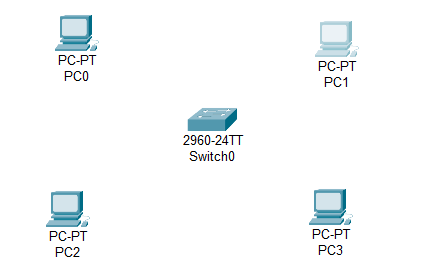 PC-PT
PC0
PC-PT
PC1
2960-24TT
Switch0
PC-PT
PC2
PC-PT
PC3